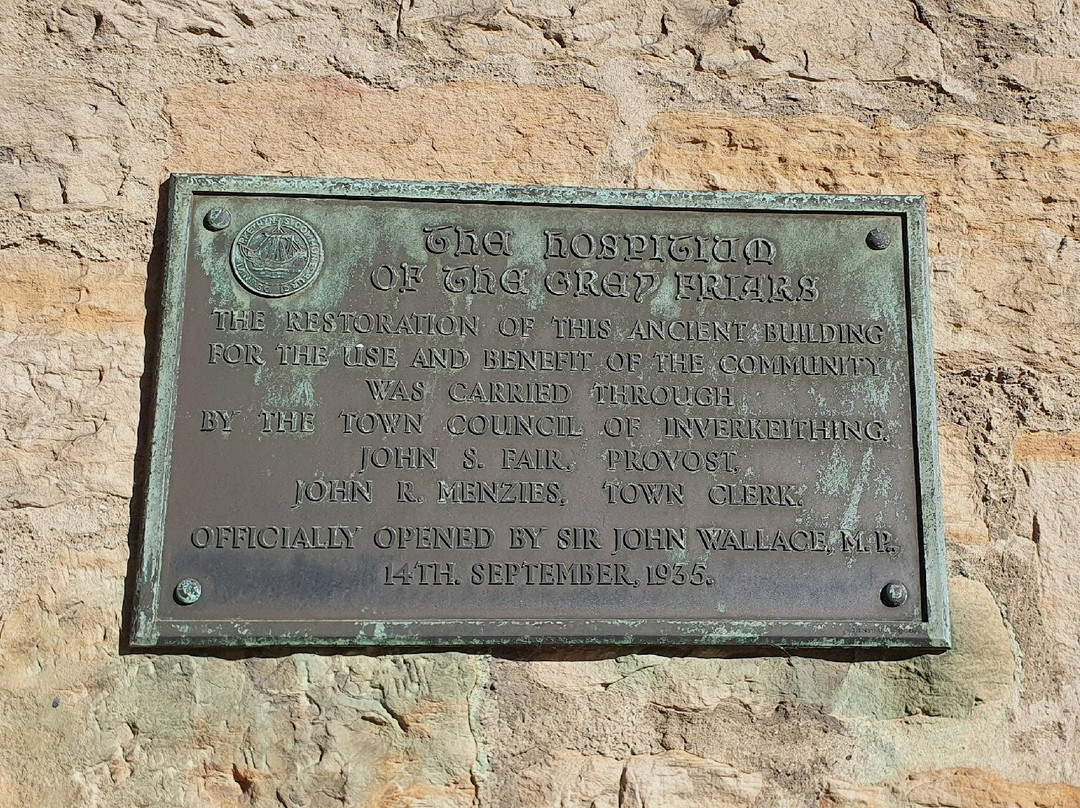 THE HOSPITIUM
OF THE GREY FRIARS
THE RESTORATION OF THIS ANCIENT BUILDING
FOR THE USE AND BENEFIT OF THE COMMUNITY
WAS CARRIED THROUGH
BY THE TOWN COUNCIL OF INVERKEITHING.
JOHN S. FAIR, PROVOST,
JOHN R. MENZIES, TOWN CLERK.
OFFICIALLY OPENED BY SIR JOHN WALLACE, M.P.,
14TH. SEPTEMBER, 1935.